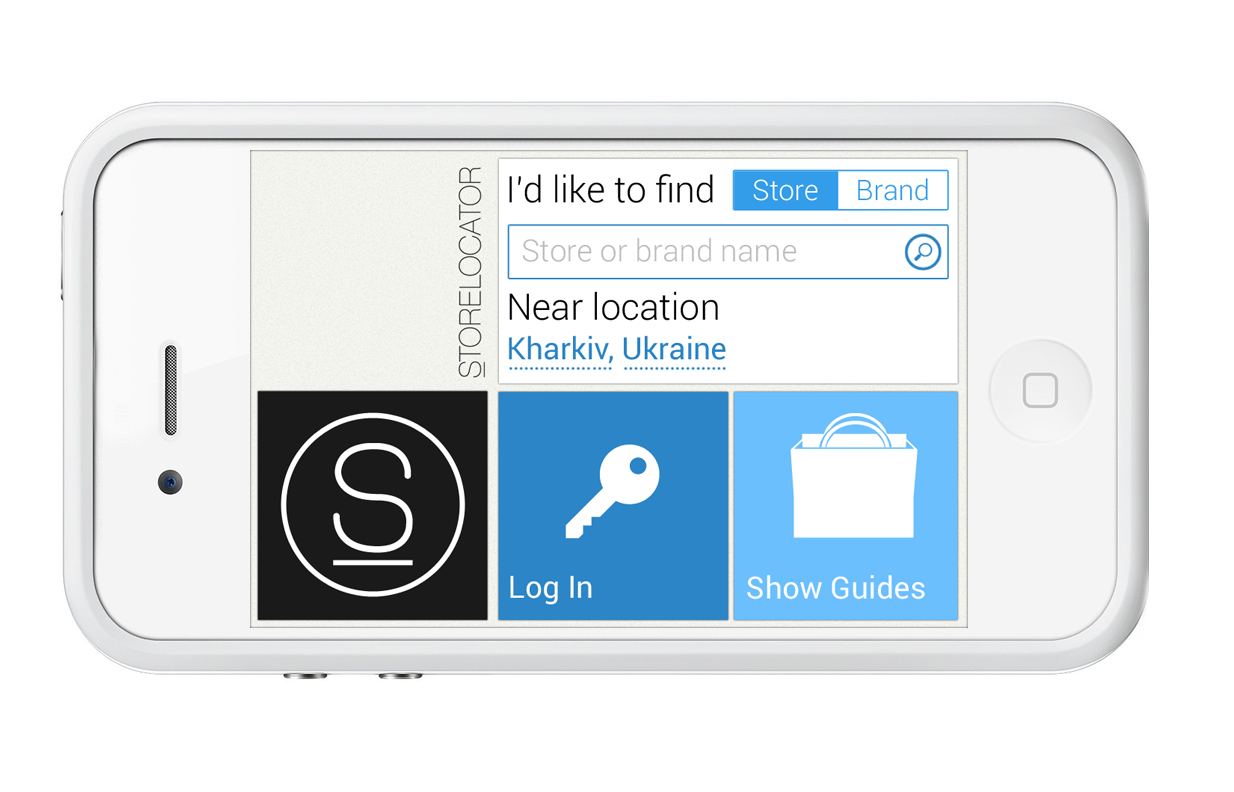 STORELOCATOR
I'd like to find
Store
Brand
Store or brand name
Near location
Kharkiv, Ukraine
S
Log In
Show Guides